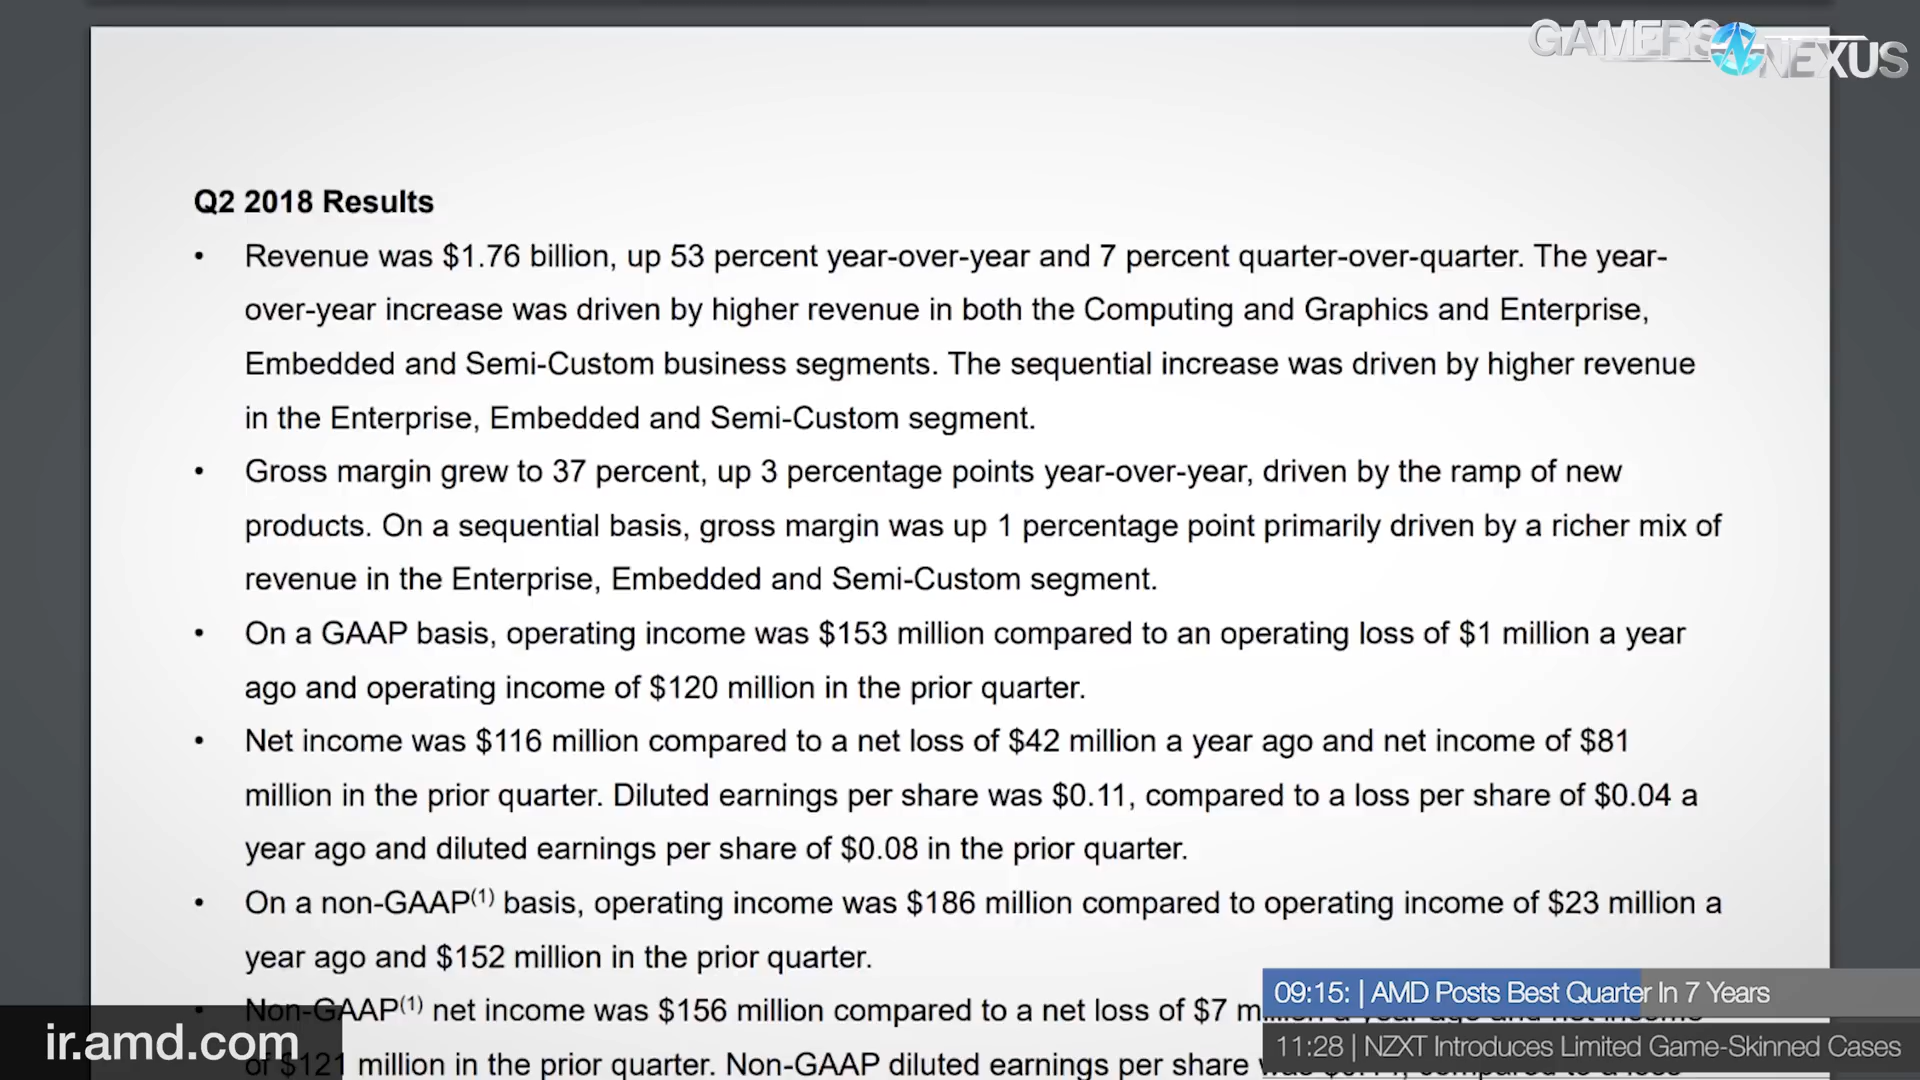 GAMERS NEXUS
Q2 2018 Results
• Revenue was $1.76 billion, up 53 percent year-over-year and 7 percent quarter-over-quarter. The year-
over-year increase was driven by higher revenue in both the Computing and Graphics and Enterprise,
Embedded and Semi-Custom business segments. The sequential increase was driven by higher revenue
in the Enterprise, Embedded and Semi-Custom segment.
• Gross margin grew to 37 percent, up 3 percentage points year-over-year, driven by the ramp of new
products. On a sequential basis, gross margin was up 1 percentage point primarily driven by a richer mix of
revenue in the Enterprise, Embedded and Semi-Custom segment.
• On a GAAP basis, operating income was $153 million compared to an operating loss of $1 million a year
ago and operating income of $120 million in the prior quarter.
• Net income was $116 million compared to a net loss of $42 million a year ago and net income of $81
million in the prior quarter. Diluted earnings per share was $0.11, compared to a loss per share of $0.04 a
year ago and diluted earnings per share of $0.08 in the prior quarter.
• On a non-GAAP(1) basis, operating income was $186 million compared to operating income of $23 million a
year ago and $152 million in the prior quarter.
• Non-GAAP(1) net income was $156 million compared to a net loss of $7
of $121 million in the prior quarter. Non-GAAP diluted earnings per share
09:15: | AMD Posts Best Quarter In 7 Years
11:28 | NZXT Introduces Limited Game-Skinned Cases
ir.amd.com